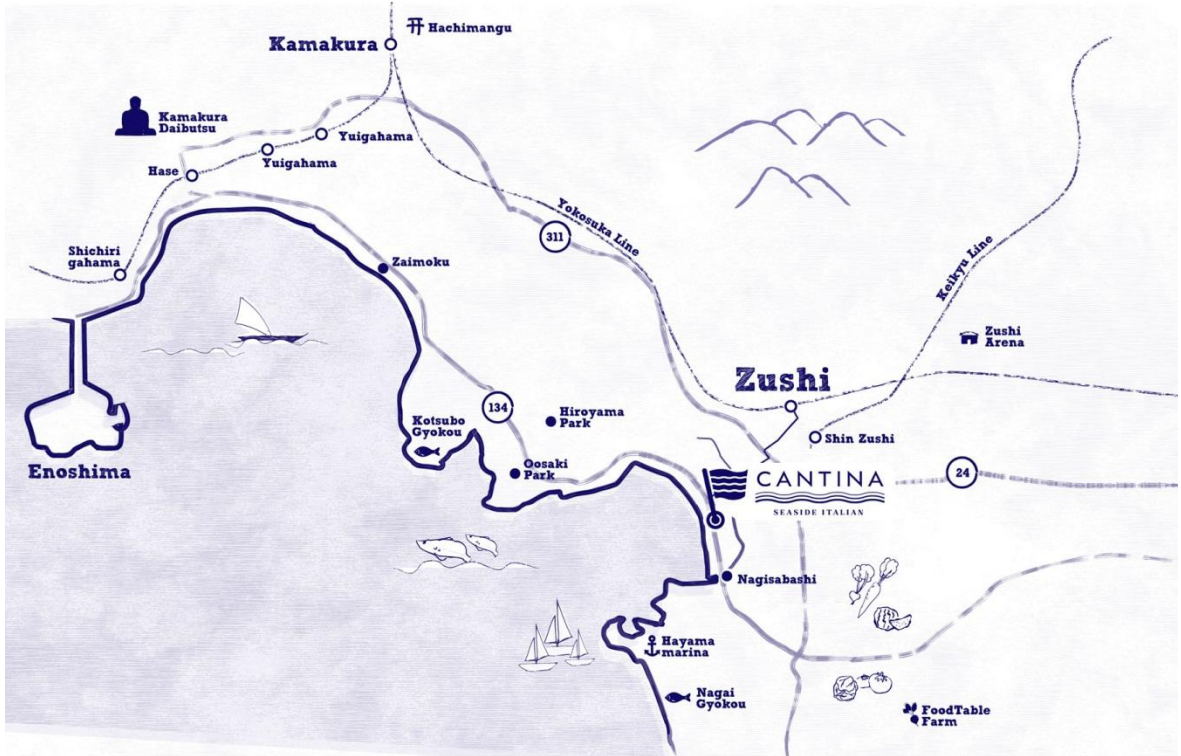 Hachimangu
Kamakura
Kamakura
Daibutsu
Yuigahama
Yuigahama
Hase
Yokosuka Line
311
Shichiri
gahama
Zaimoku
Keikyu Line
Zushi
Arena
Zushi
134
Hiroyama
Park
Kotsubo
Gyokou
Shin Zushi
Enoshima
Oosaki
Park
24
CANTINA
SEASIDE ITALIAN
Nagisabashi
Hayama
marina
Nagai
Gyokou
FoodTable
Farm